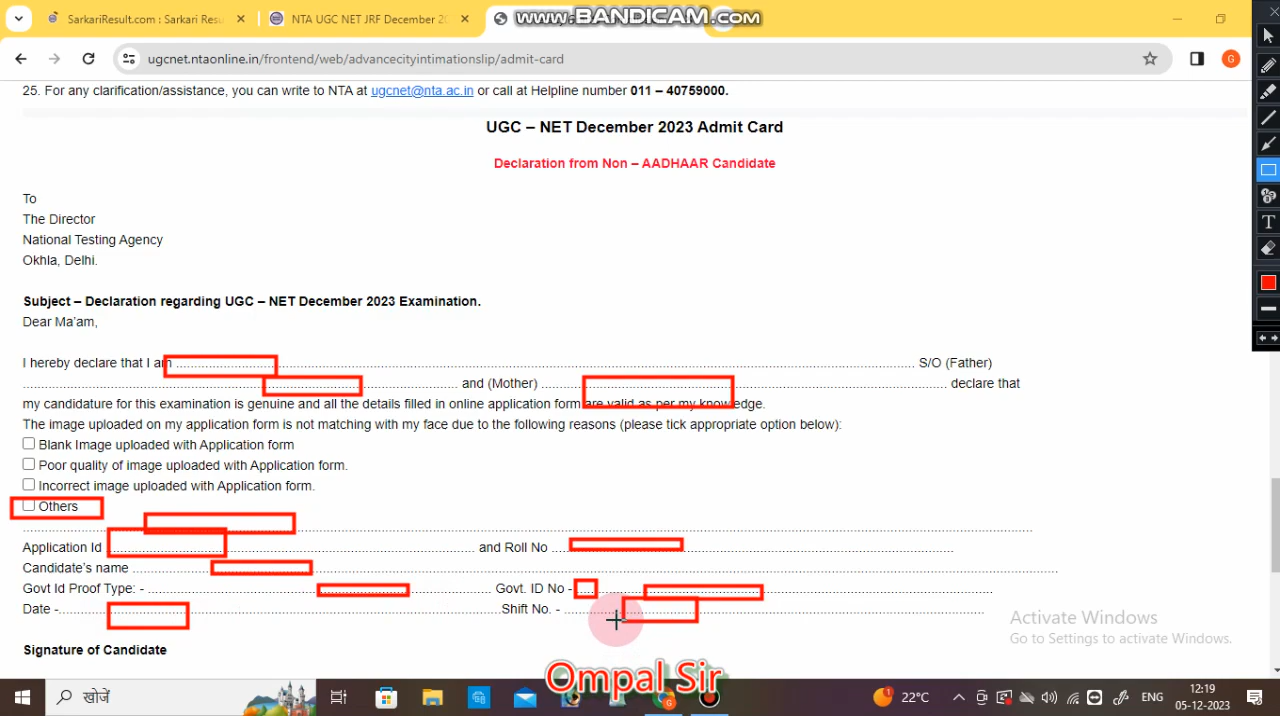 SarkariResult.com : Sarkari Resu
NTA UGC NET JRF December 20
www.BANDICAM.com
ugcnet.ntaonline.in/frontend/web/advancecityintimationslip/admit-card
G
25. For any clarification/assistance, you can write to NTA at ugcnet@nta.ac.in or call at Helpline number 011 – 40759000.
UGC – NET December 2023 Admit Card
Declaration from Non – AADHAAR Candidate
To
The Director
National Testing Agency
Okhla, Delhi.
Subject – Declaration regarding UGC – NET December 2023 Examination.
Dear Ma'am,
I hereby declare that I am ........................ S/O (Father)
........................ and (Mother) ........................ declare that
my candidature for this examination is genuine and all the details filled in online application form are valid as per my knowledge.
The image uploaded on my application form is not matching with my face due to the following reasons (please tick appropriate option below):
Blank Image uploaded with Application form
Poor quality of image uploaded with Application form.
Incorrect image uploaded with Application form.
Others
........................
Application Id ........................ and Roll No ........................
Candidate's name ........................
Govt Id Proof Type: - ........................ Govt. ID No - ........................
Date -........................ Shift No. - ........................
Signature of Candidate
Activate Windows
Go to Settings to activate Windows.
Ompal Sir
खोजें
22°C
ENG
12:19
05-12-2023